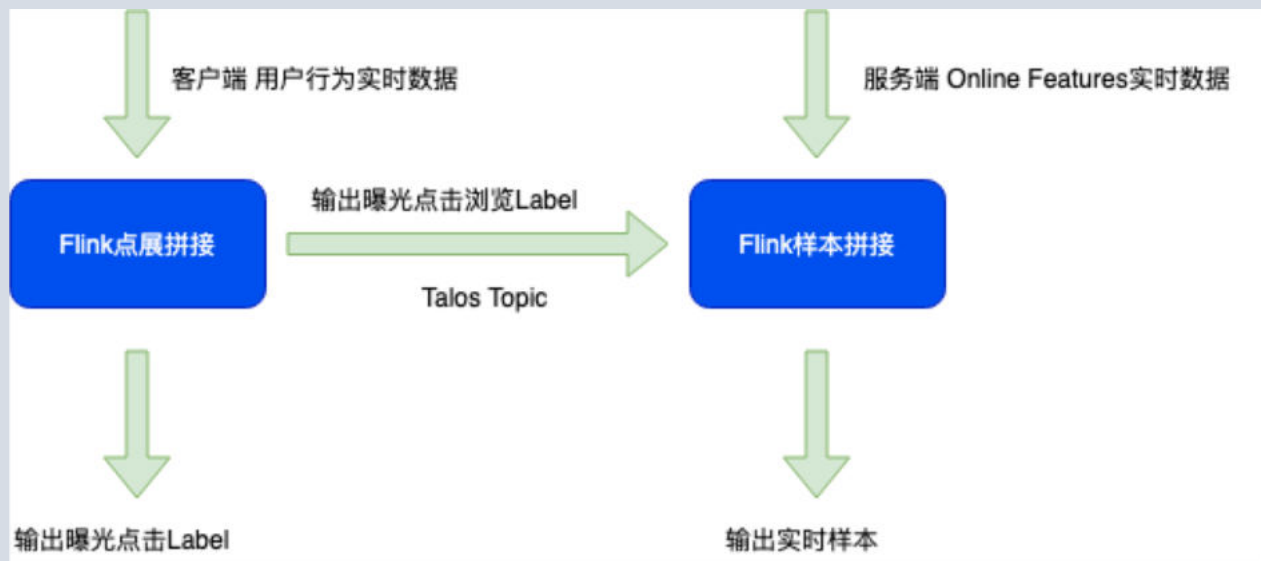 客户端 用户行为实时数据
服务端 Online Features实时数据
Flink点展拼接
输出曝光点击浏览Label
Talos Topic
Flink样本拼接
输出曝光点击Label
输出实时样本